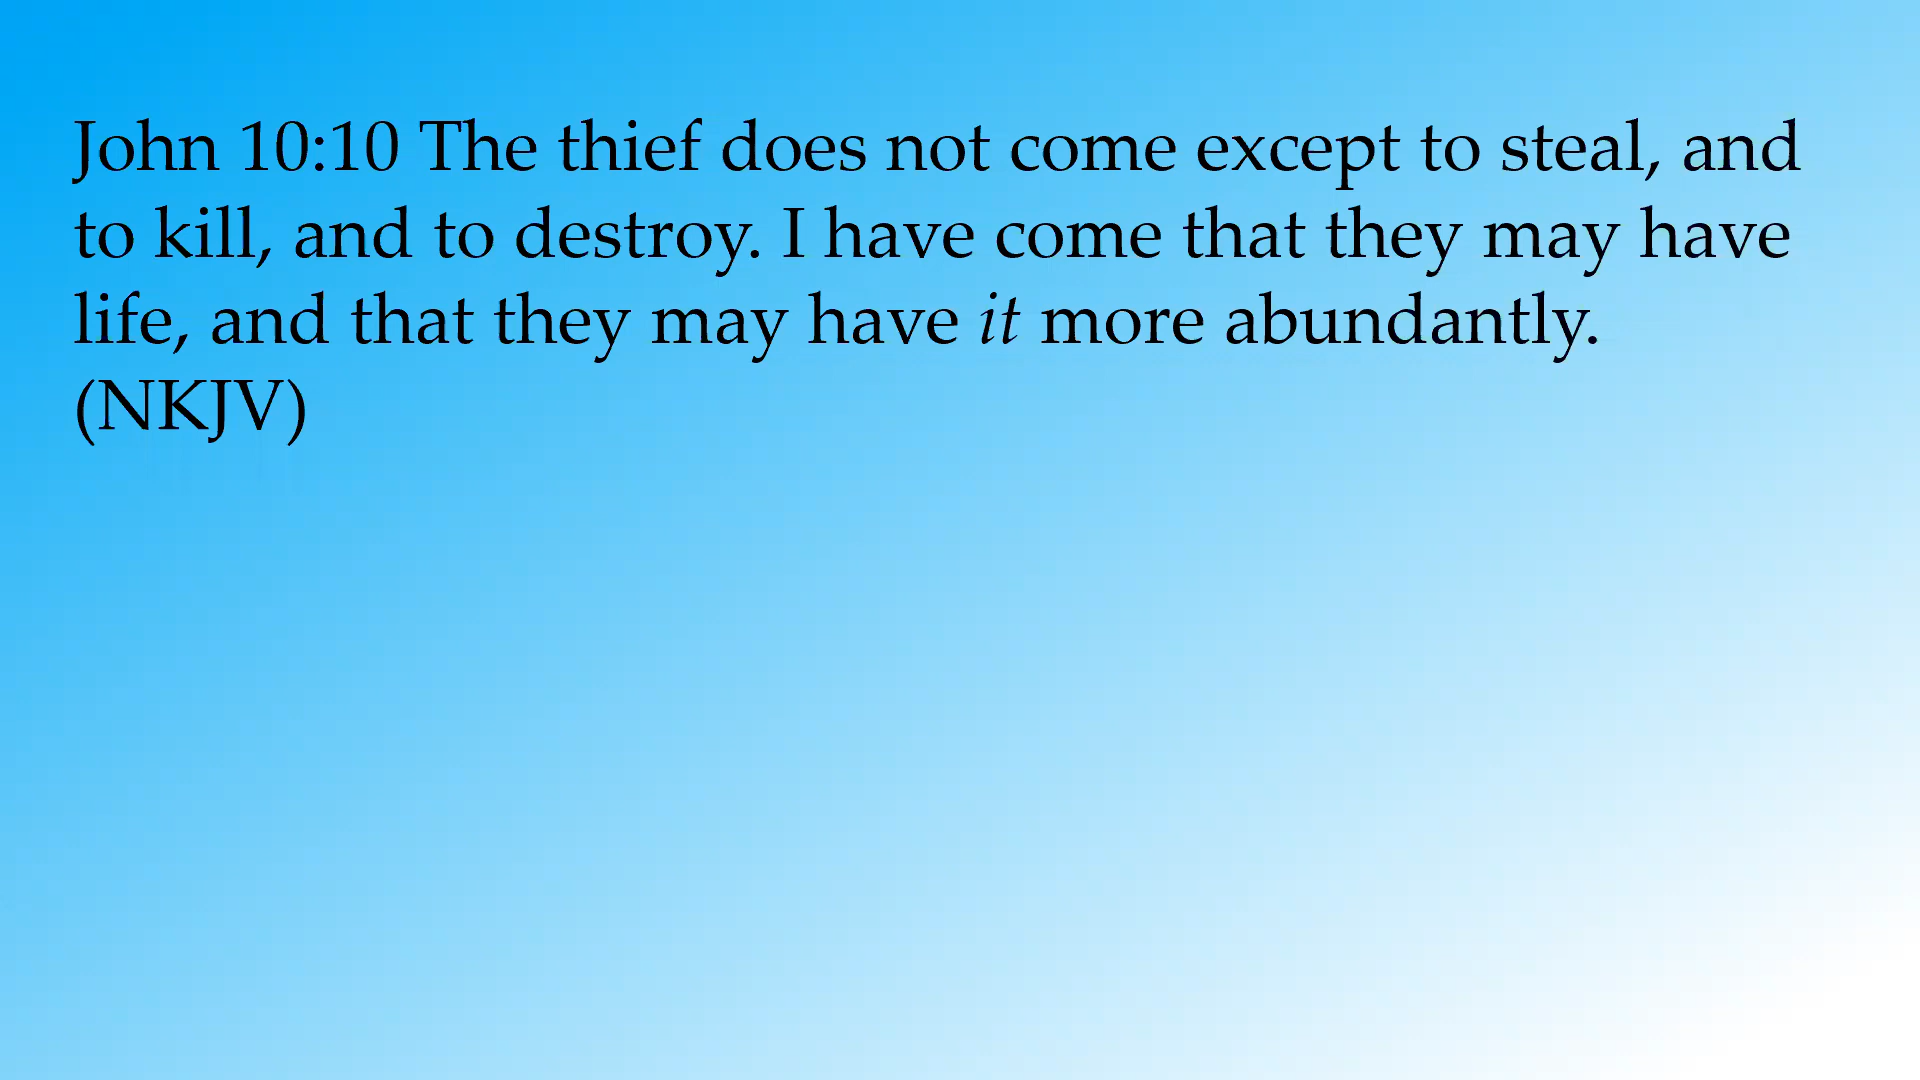 John 10:10 The thief does not come except to steal, and
to kill, and to destroy. I have come that they may have
life, and that they may have it more abundantly.
(NKJV)